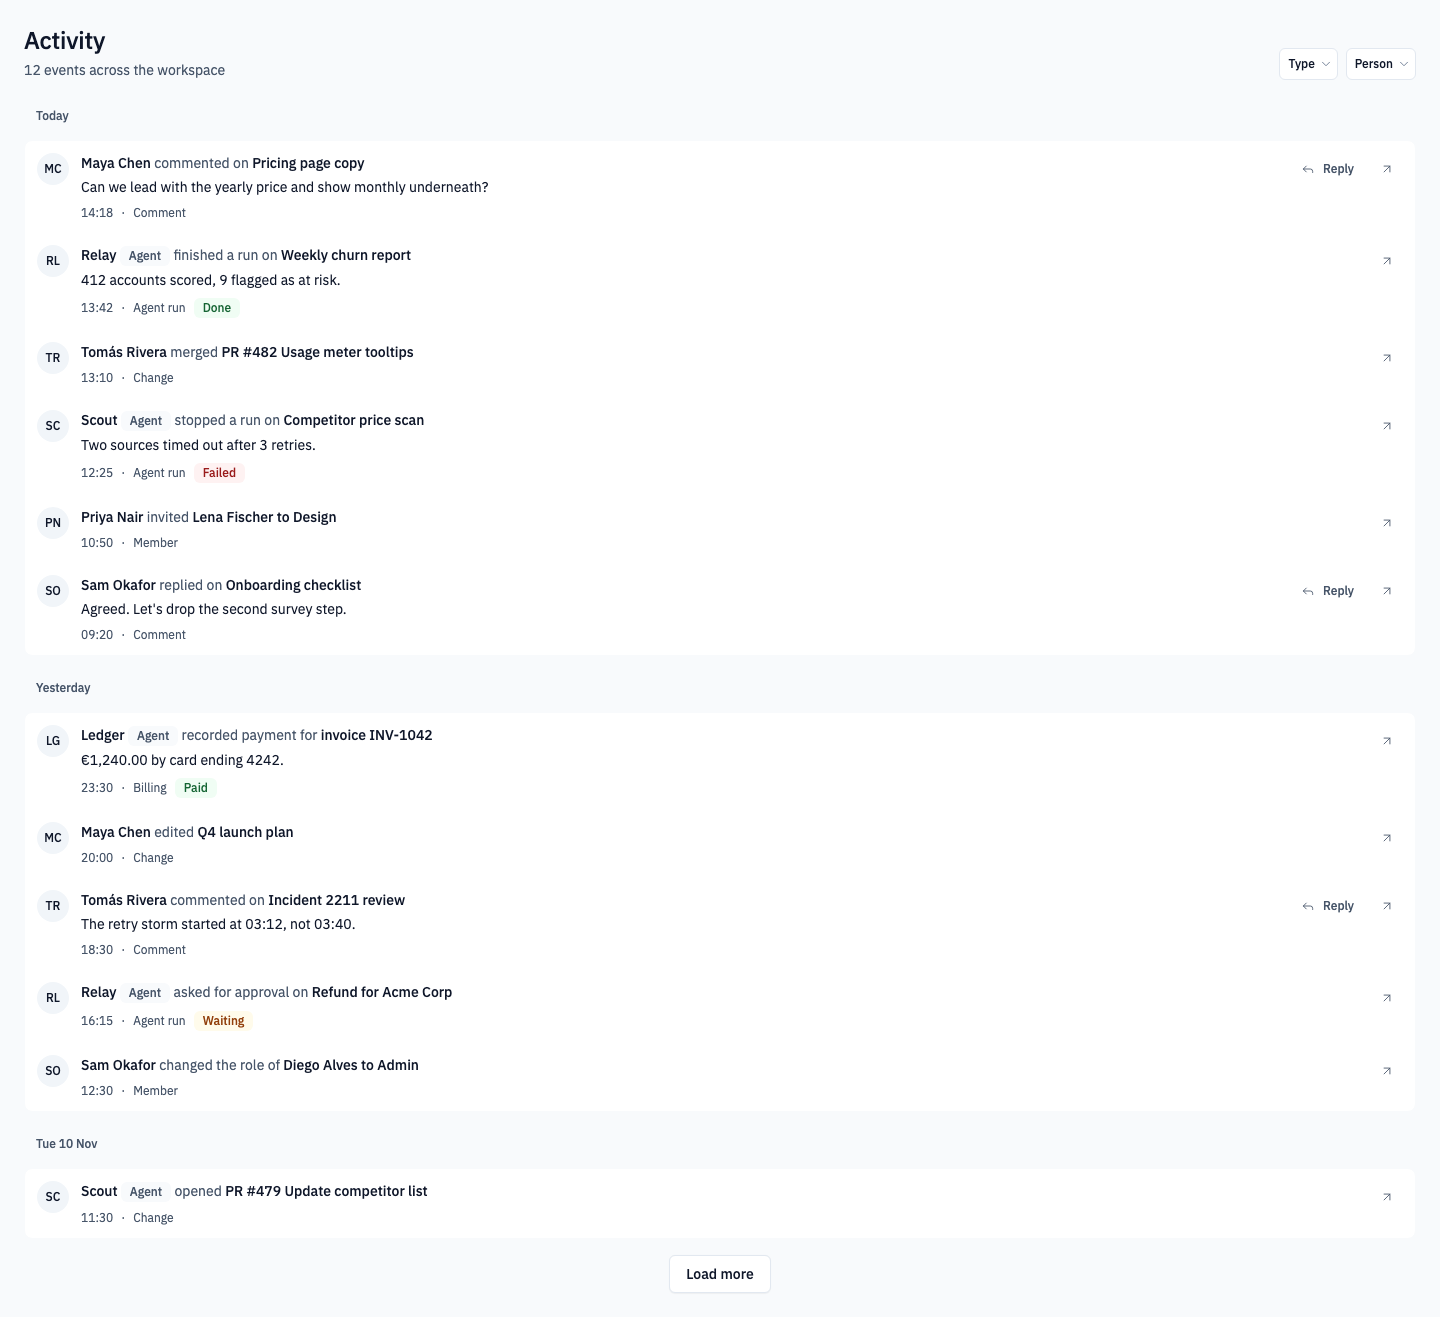 Activity
12 events across the workspace
Type
Person
Today
MC
Maya Chen commented on Pricing page copy
Can we lead with the yearly price and show monthly underneath?
14:18 · Comment
Reply
RL
Relay Agent finished a run on Weekly churn report
412 accounts scored, 9 flagged as at risk.
13:42 · Agent run Done
TR
Tomás Rivera merged PR #482 Usage meter tooltips
13:10 · Change
SC
Scout Agent stopped a run on Competitor price scan
Two sources timed out after 3 retries.
12:25 · Agent run Failed
PN
Priya Nair invited Lena Fischer to Design
10:50 · Member
SO
Sam Okafor replied on Onboarding checklist
Agreed. Let's drop the second survey step.
09:20 · Comment
Reply
Yesterday
LG
Ledger Agent recorded payment for invoice INV-1042
€1,240.00 by card ending 4242.
23:30 · Billing Paid
MC
Maya Chen edited Q4 launch plan
20:00 · Change
TR
Tomás Rivera commented on Incident 2211 review
The retry storm started at 03:12, not 03:40.
18:30 · Comment
Reply
RL
Relay Agent asked for approval on Refund for Acme Corp
16:15 · Agent run Waiting
SO
Sam Okafor changed the role of Diego Alves to Admin
12:30 · Member
Tue 10 Nov
SC
Scout Agent opened PR #479 Update competitor list
11:30 · Change
Load more